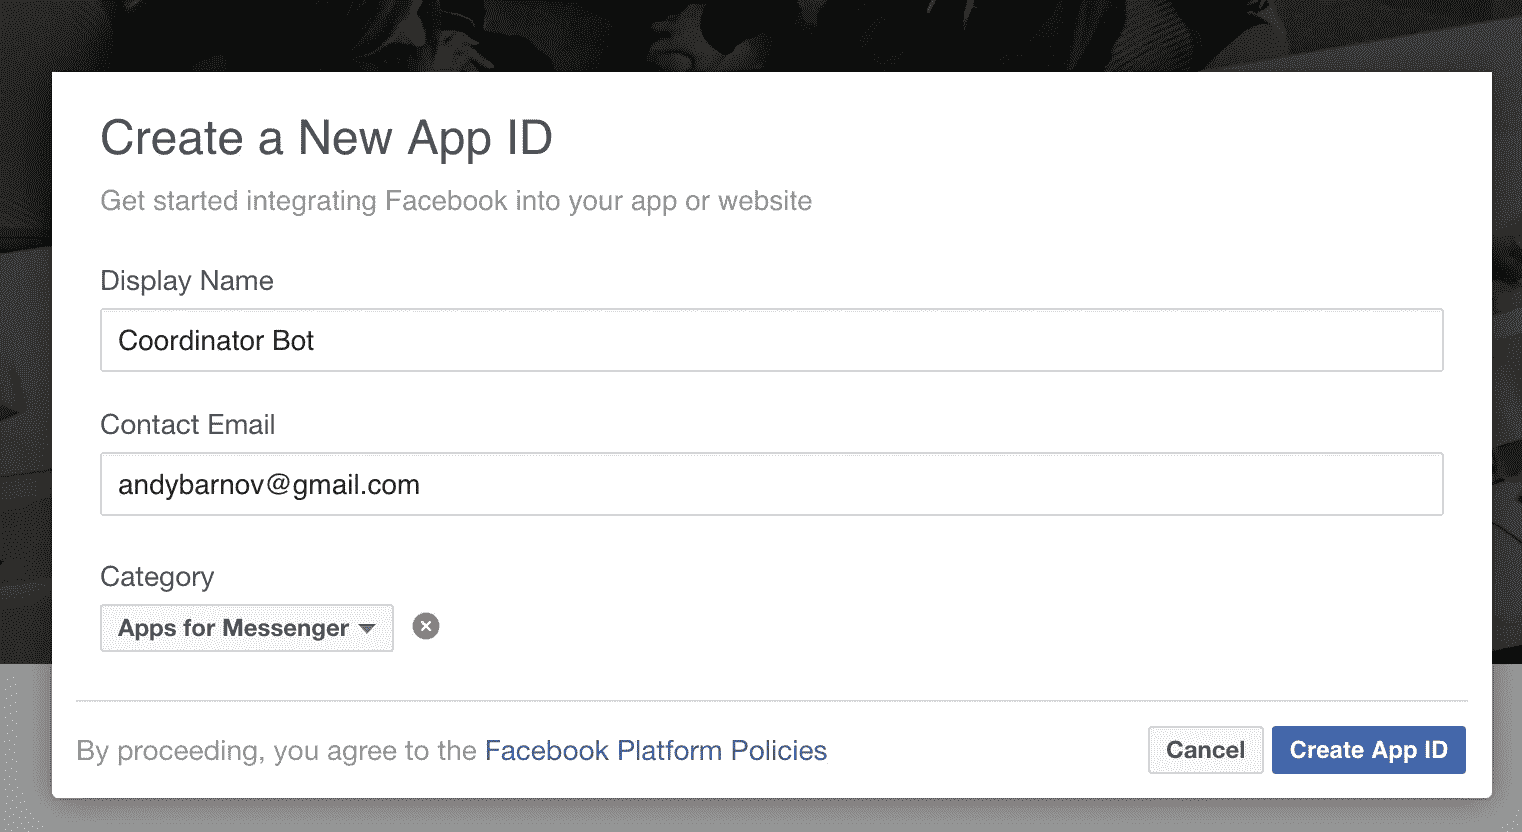 Create a New App ID
Get started integrating Facebook into your app or website
Display Name
Coordinator Bot
Contact Email
andybarnov@gmail.com
Category
Apps for Messenger
By proceeding, you agree to the Facebook Platform Policies
Cancel
Create App ID